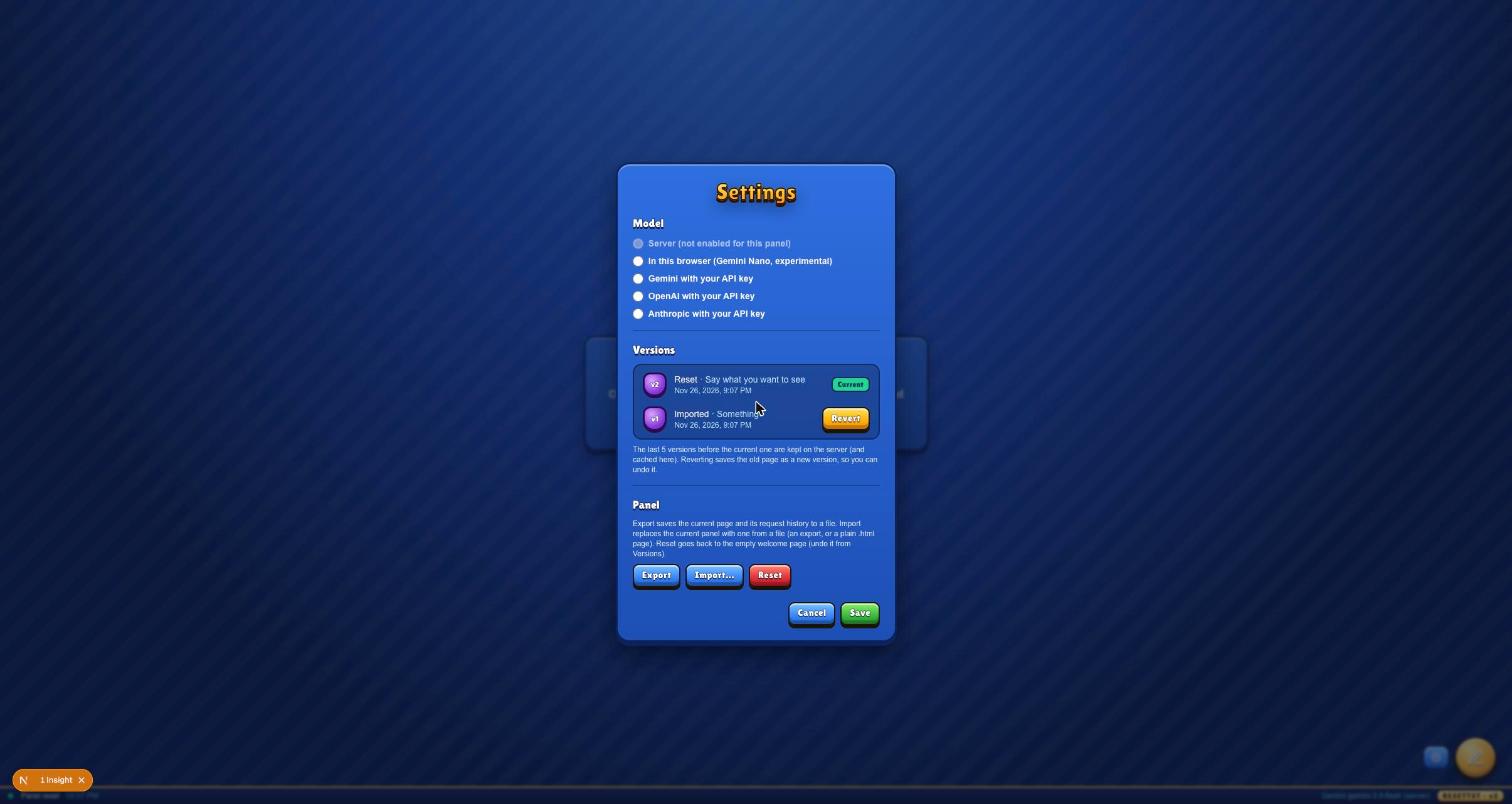 Settings
Model
Server (not enabled for this panel)
In this browser (Gemini Nano, experimental)
Gemini with your API key
OpenAI with your API key
Anthropic with your API key
Versions
v2
Reset · Say what you want to see
Nov 26, 2026, 9:07 PM
Current
v1
Imported · Something
Nov 26, 2026, 9:07 PM
Revert
The last 5 versions before the current one are kept on the server (and
cached here). Reverting saves the old page as a new version, so you can
undo it.
Panel
Export saves the current page and its request history to a file. Import
replaces the current panel with one from a file (an export, or a plain .html
page). Reset goes back to the empty welcome page (undo it from
Versions).
Export
Import...
Reset
Cancel
Save
N
1 Insight